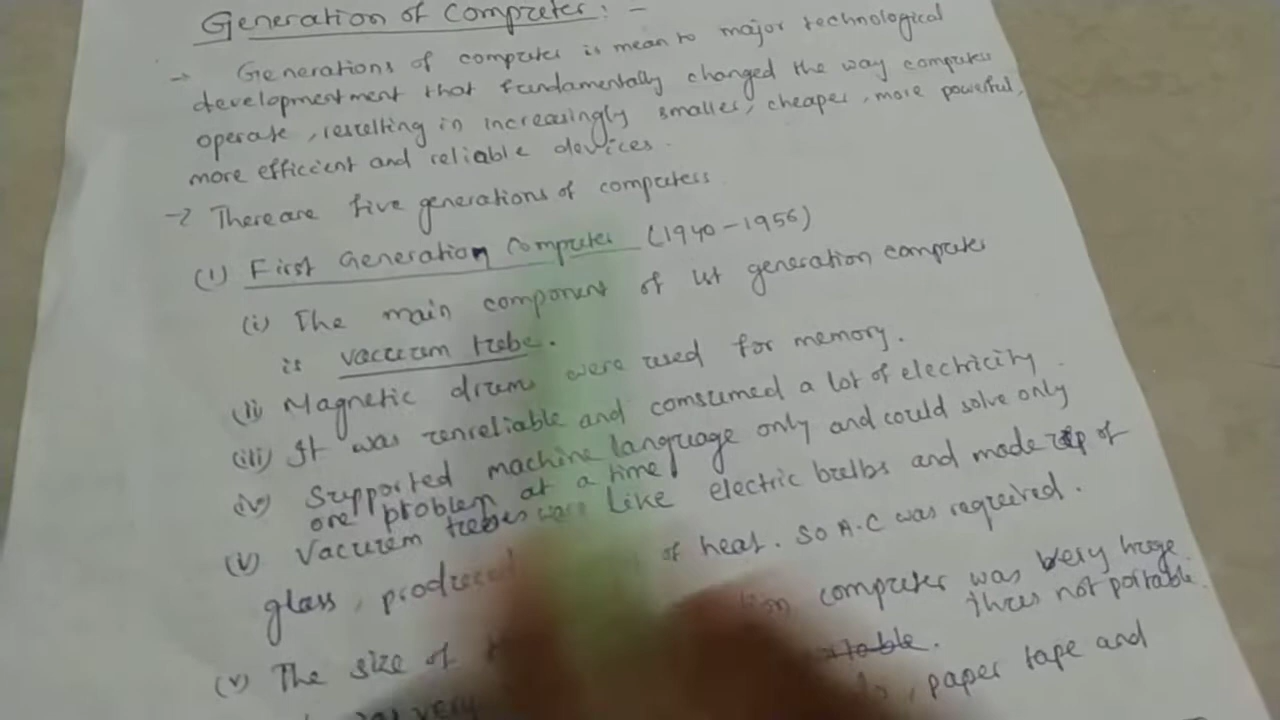 Generation of Computer : -
→ Generations of computer is mean to major technological
developmentment that fundamentally changed the way computers
operate, resulting in increasingly smaller, cheaper, more powerful,
more efficient and reliable devices.
→ There are five generations of computers
(1) First Generation Computer (1940-1956)
(i) The main component of 1st generation computer
is vacuum tube.
(ii) Magnetic drums were used for memory.
(iii) It was unreliable and comsumed a lot of electricity
(iv) Supported machine language only and could solve only
one problem at a time
(v) Vacuum tubes were like electric bulbs and made up of
glass, produced of heat. So A.C was required.
(v) The size of computer was very huge.
thus not portable.
very , paper tape and